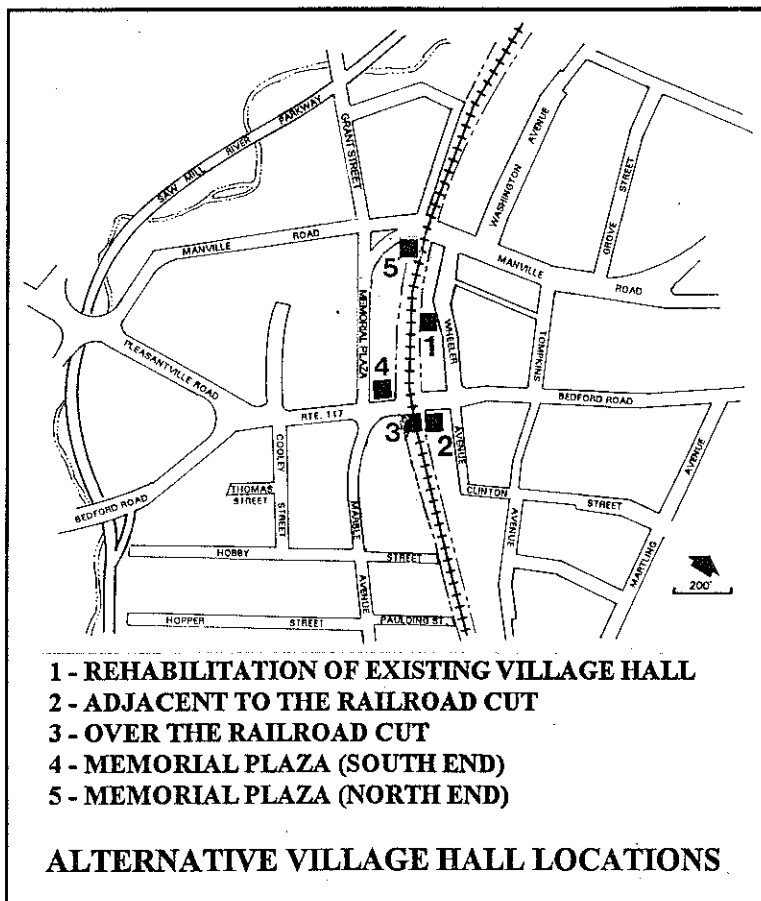 SAW MILL RIVER PARKWAY
GRANT STREET
WASHINGTON AVENUE
GROVE STREET
MANVILLE ROAD
MANVILLE ROAD
5
MEMORIAL PLAZA
1
WHEELER AVENUE
TOMPKINS AVENUE
PLEASANTVILLE ROAD
4
BEDFORD ROAD
RTE. 117
3
2
COOLEY STREET
THOMAS
STREET
CLINTON STREET
MARTLING AVENUE
BEDFORD ROAD
MARBLE AVENUE
HOBBY STREET
200'
HOPPER STREET
PAULDING ST.
1 - REHABILITATION OF EXISTING VILLAGE HALL
2 - ADJACENT TO THE RAILROAD CUT
3 - OVER THE RAILROAD CUT
4 - MEMORIAL PLAZA (SOUTH END)
5 - MEMORIAL PLAZA (NORTH END)
ALTERNATIVE VILLAGE HALL LOCATIONS